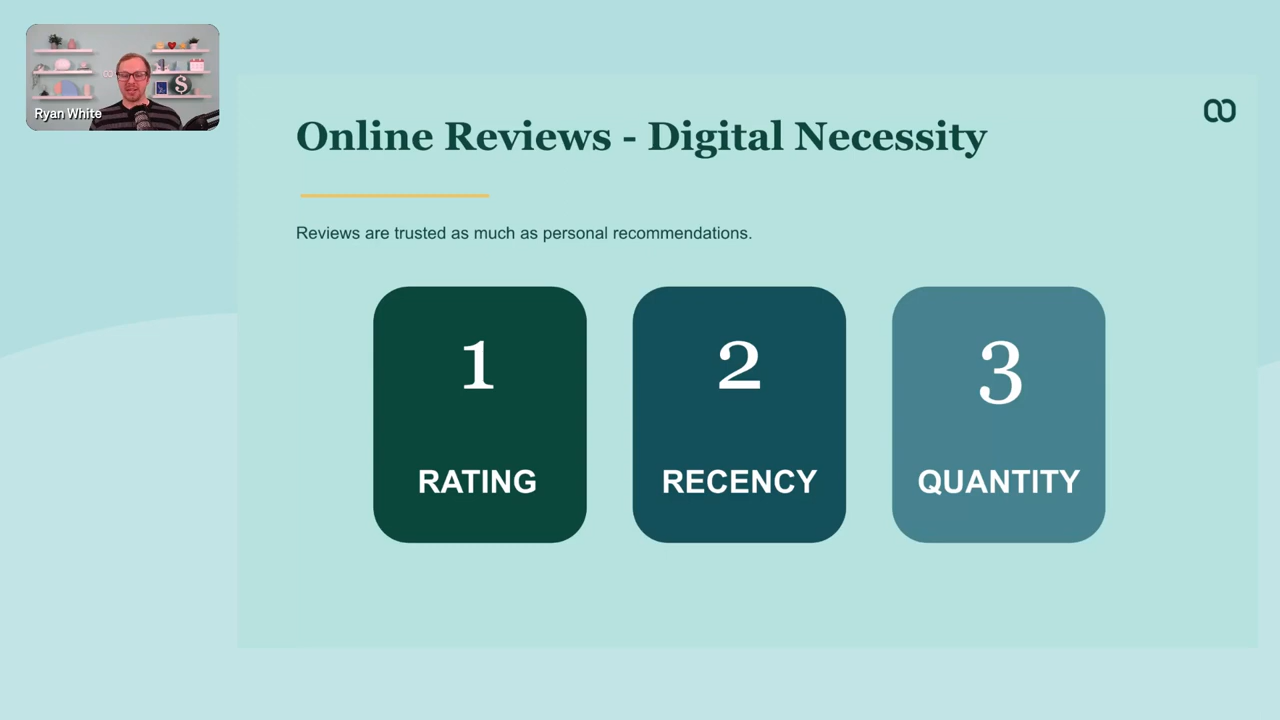 Ryan White
Online Reviews - Digital Necessity
Reviews are trusted as much as personal recommendations.
1
RATING
2
RECENCY
3
QUANTITY